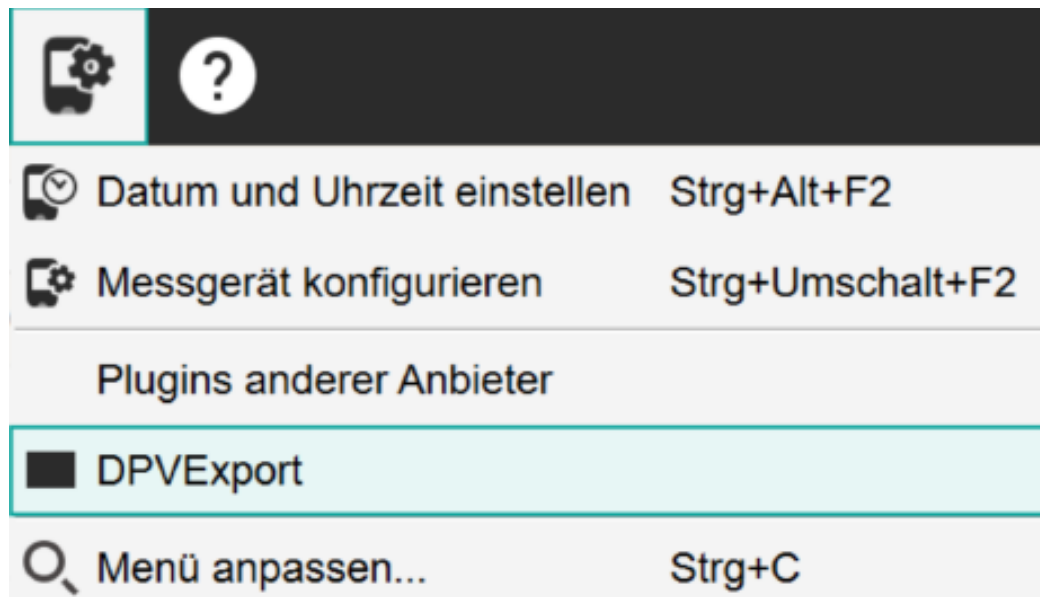 ?
Datum und Uhrzeit einstellen Strg+Alt+F2
Messgerät konfigurieren Strg+Umschalt+F2
Plugins anderer Anbieter
DPVExport
Menü anpassen... Strg+C